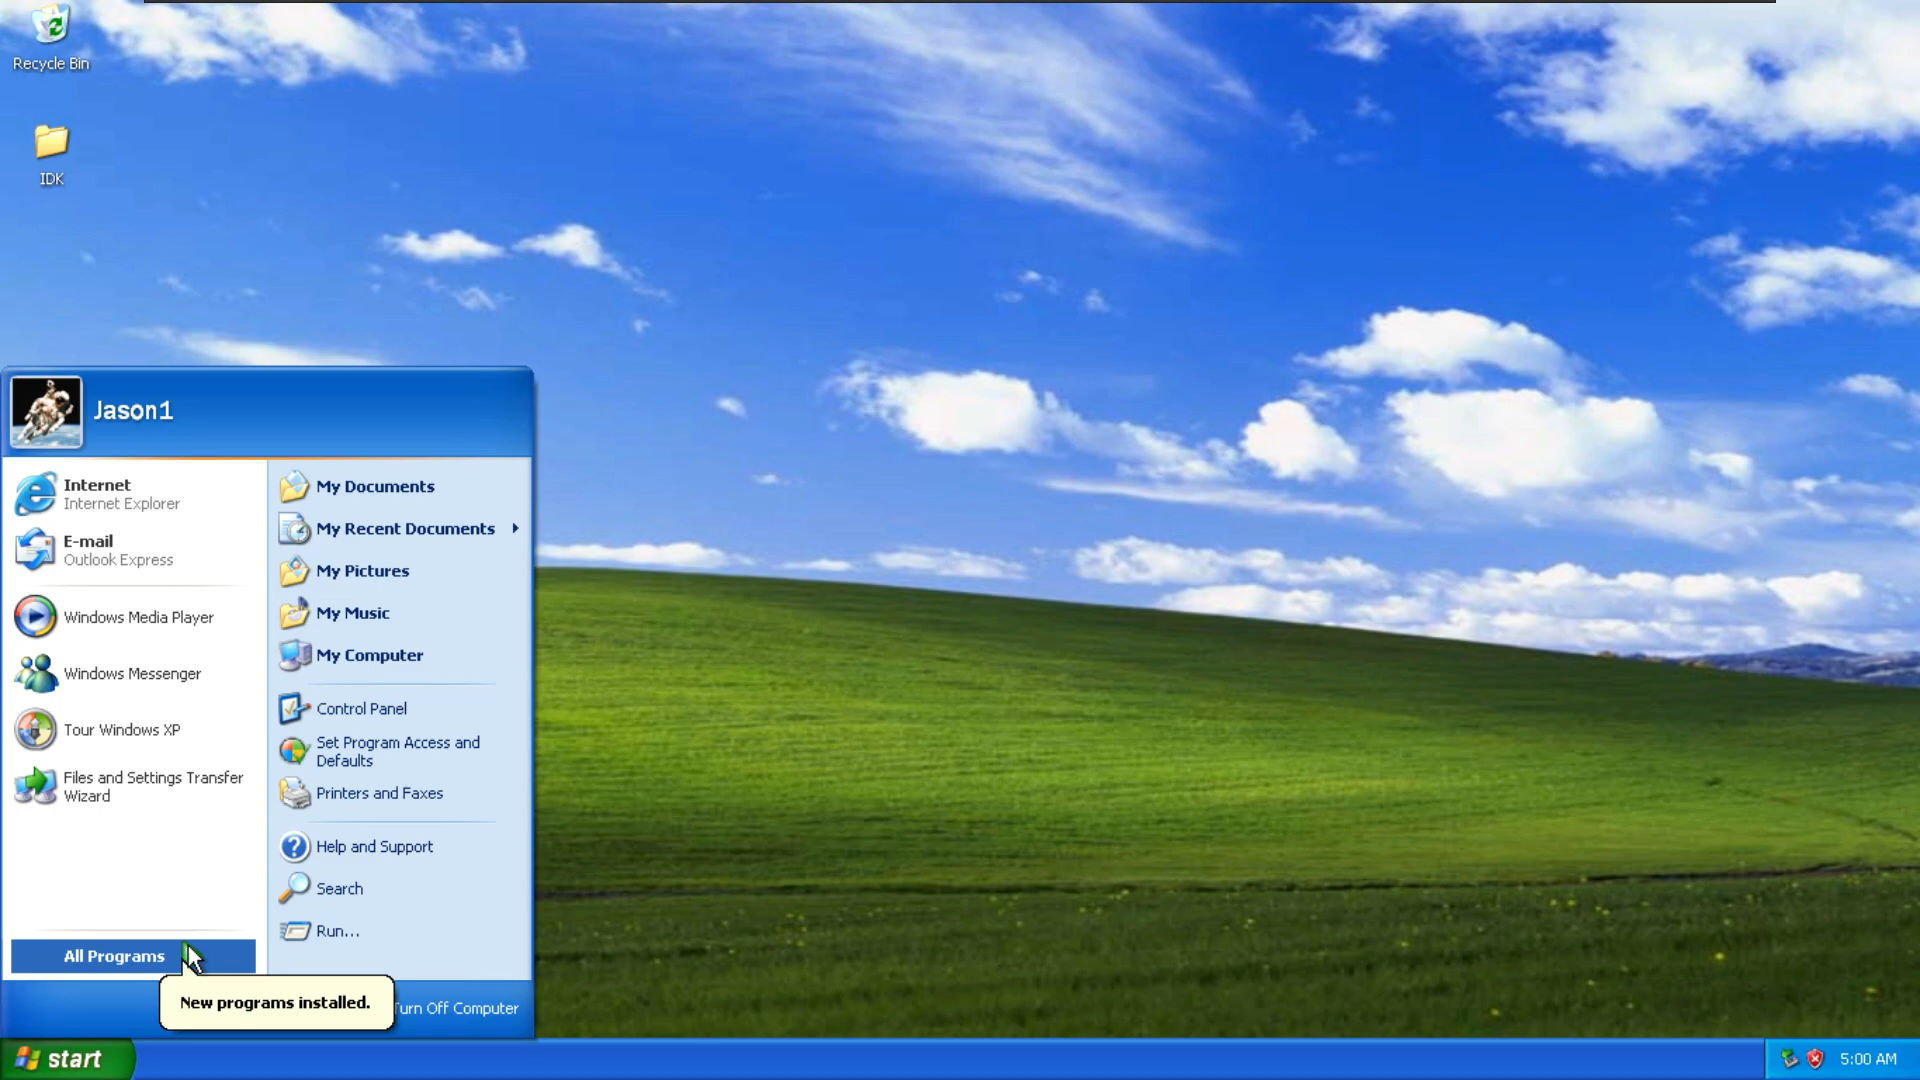 Recycle Bin
IDK
Jason1
Internet
Internet Explorer
E-mail
Outlook Express
Windows Media Player
Windows Messenger
Tour Windows XP
Files and Settings Transfer
Wizard
All Programs
My Documents
My Recent Documents
My Pictures
My Music
My Computer
Control Panel
Set Program Access and
Defaults
Printers and Faxes
Help and Support
Search
Run...
New programs installed.
Turn Off Computer
start
5:00 AM